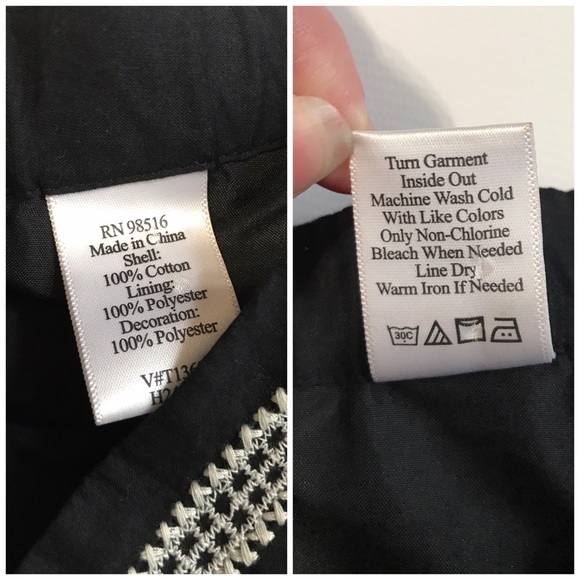 RN 98516
Made in China
Shell:
100% Cotton
Lining:
100% Polyester
Decoration:
100% Polyester
Turn Garment
Inside Out
Machine Wash Cold
With Like Colors
Only Non-Chlorine
Bleach When Needed
Line Dry
Warm Iron If Needed
30C